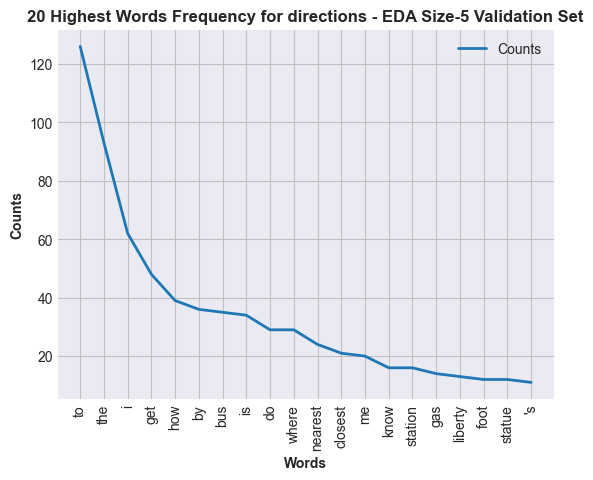 20 Highest Words Frequency for directions - EDA Size-5 Validation Set
Counts
120
100
80
60
40
20
Counts
to
the
i
get
how
by
bus
is
do
where
nearest
closest
me
know
station
gas
liberty
foot
statue
's
Words